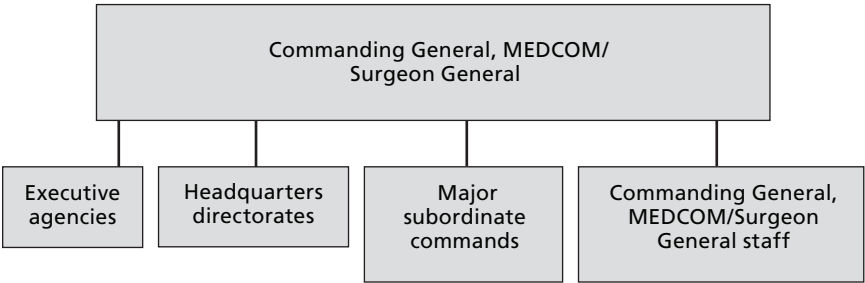 Commanding General, MEDCOM/
Surgeon General
Executive
agencies
Headquarters
directorates
Major
subordinate
commands
Commanding General,
MEDCOM/Surgeon
General staff